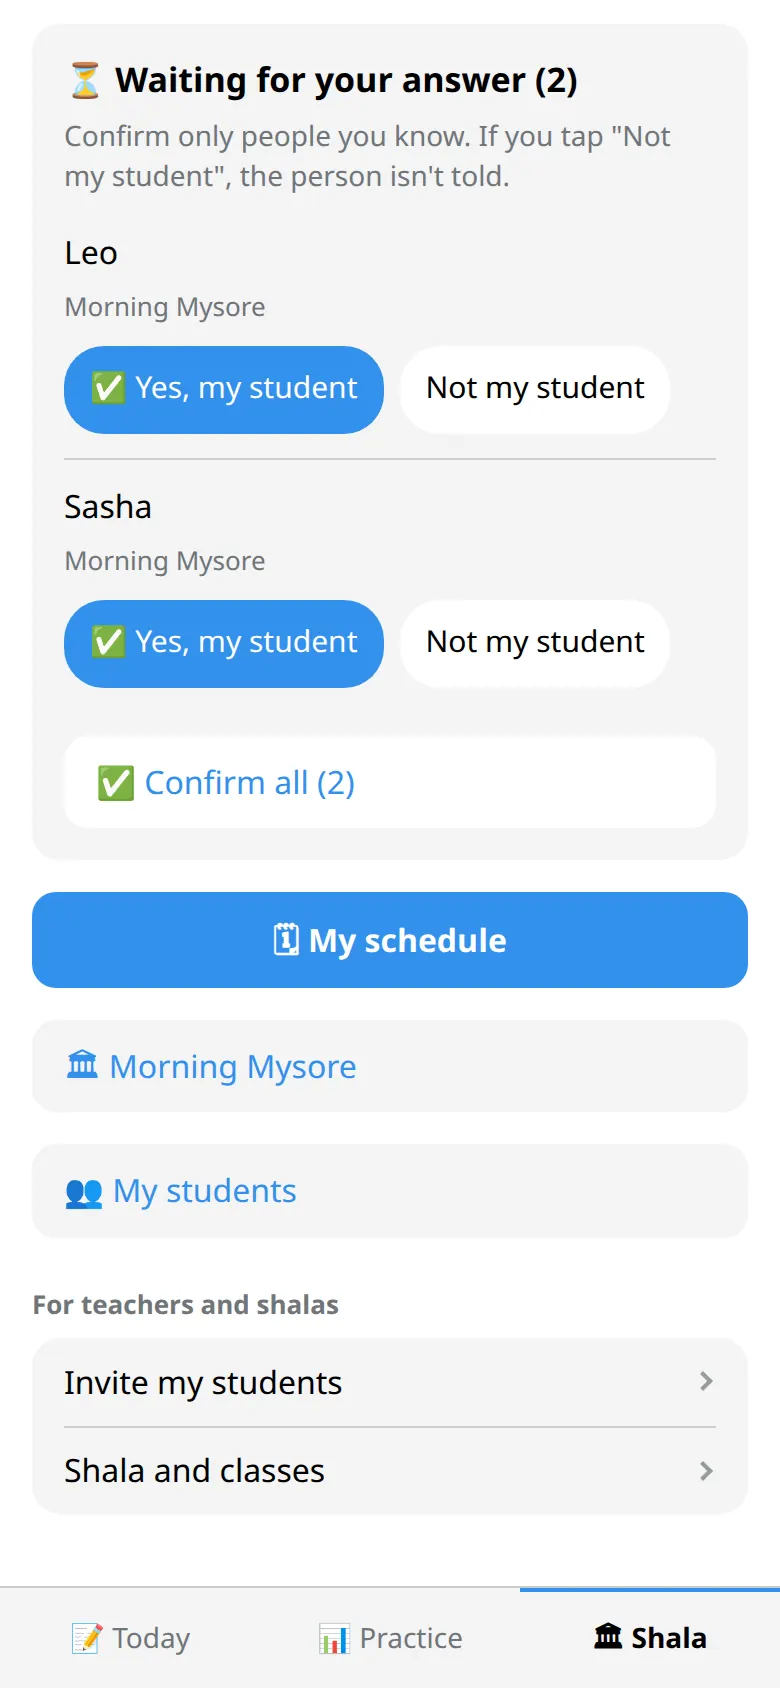 ⏳ Waiting for your answer (2)
Confirm only people you know. If you tap "Not
my student", the person isn't told.
Leo
Morning Mysore
✅ Yes, my student
Not my student
Sasha
Morning Mysore
✅ Yes, my student
Not my student
✅ Confirm all (2)
🗓 My schedule
🏛 Morning Mysore
👥 My students
For teachers and shalas
Invite my students
Shala and classes
📝 Today
📊 Practice
🏛 Shala